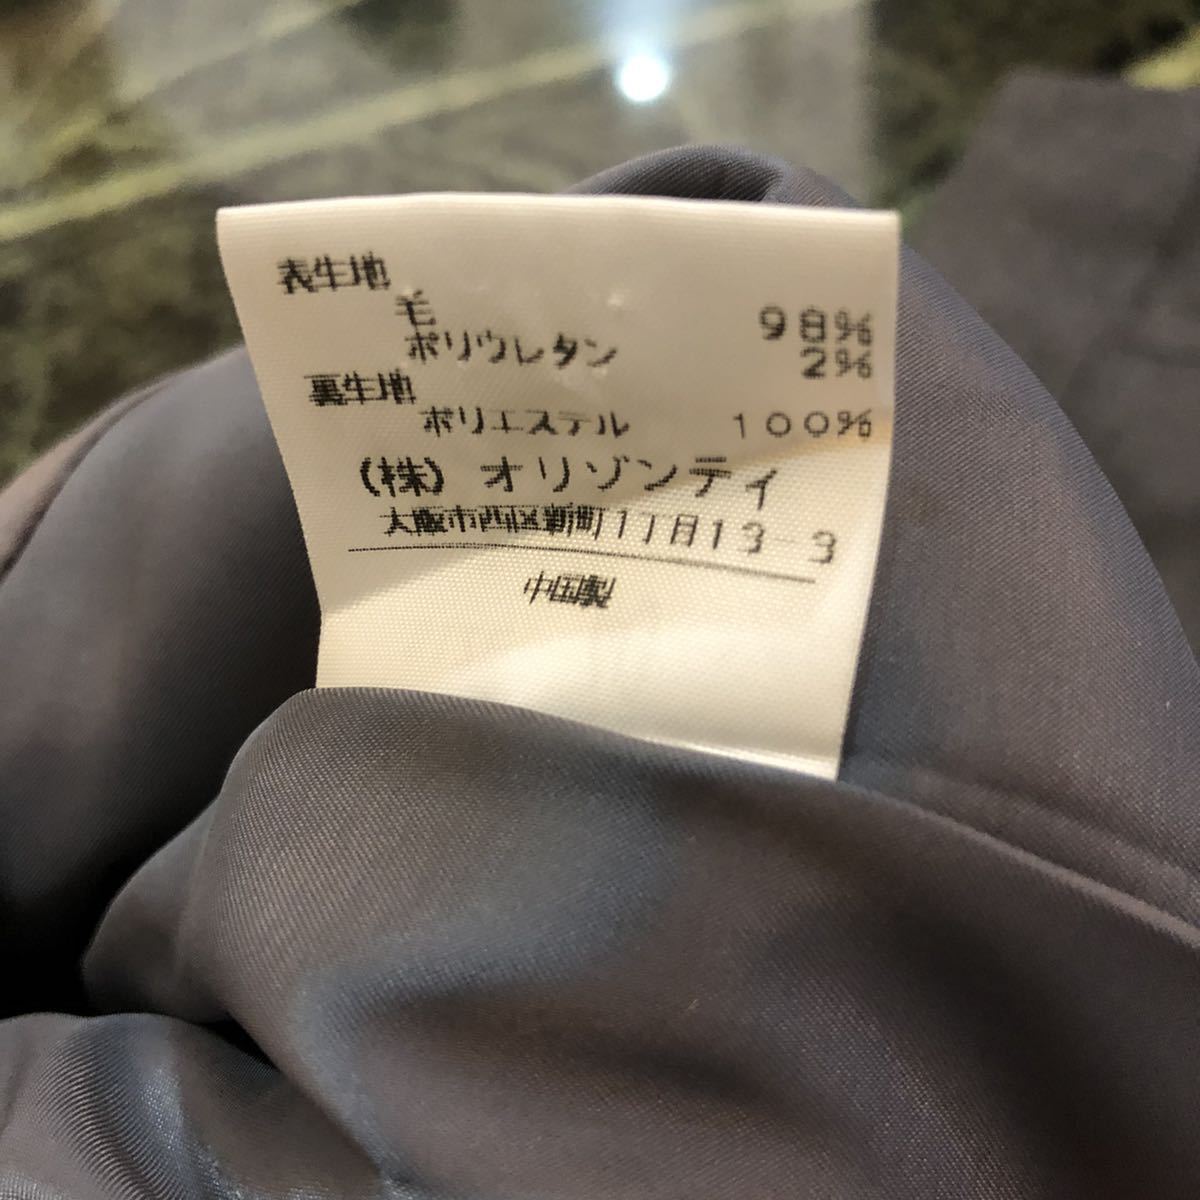 表生地
毛 98%
ポリウレタン 2%
裏生地
ポリエステル 100%
(株)オリゾンティ
大阪市西区新町1丁目13-3
中国製